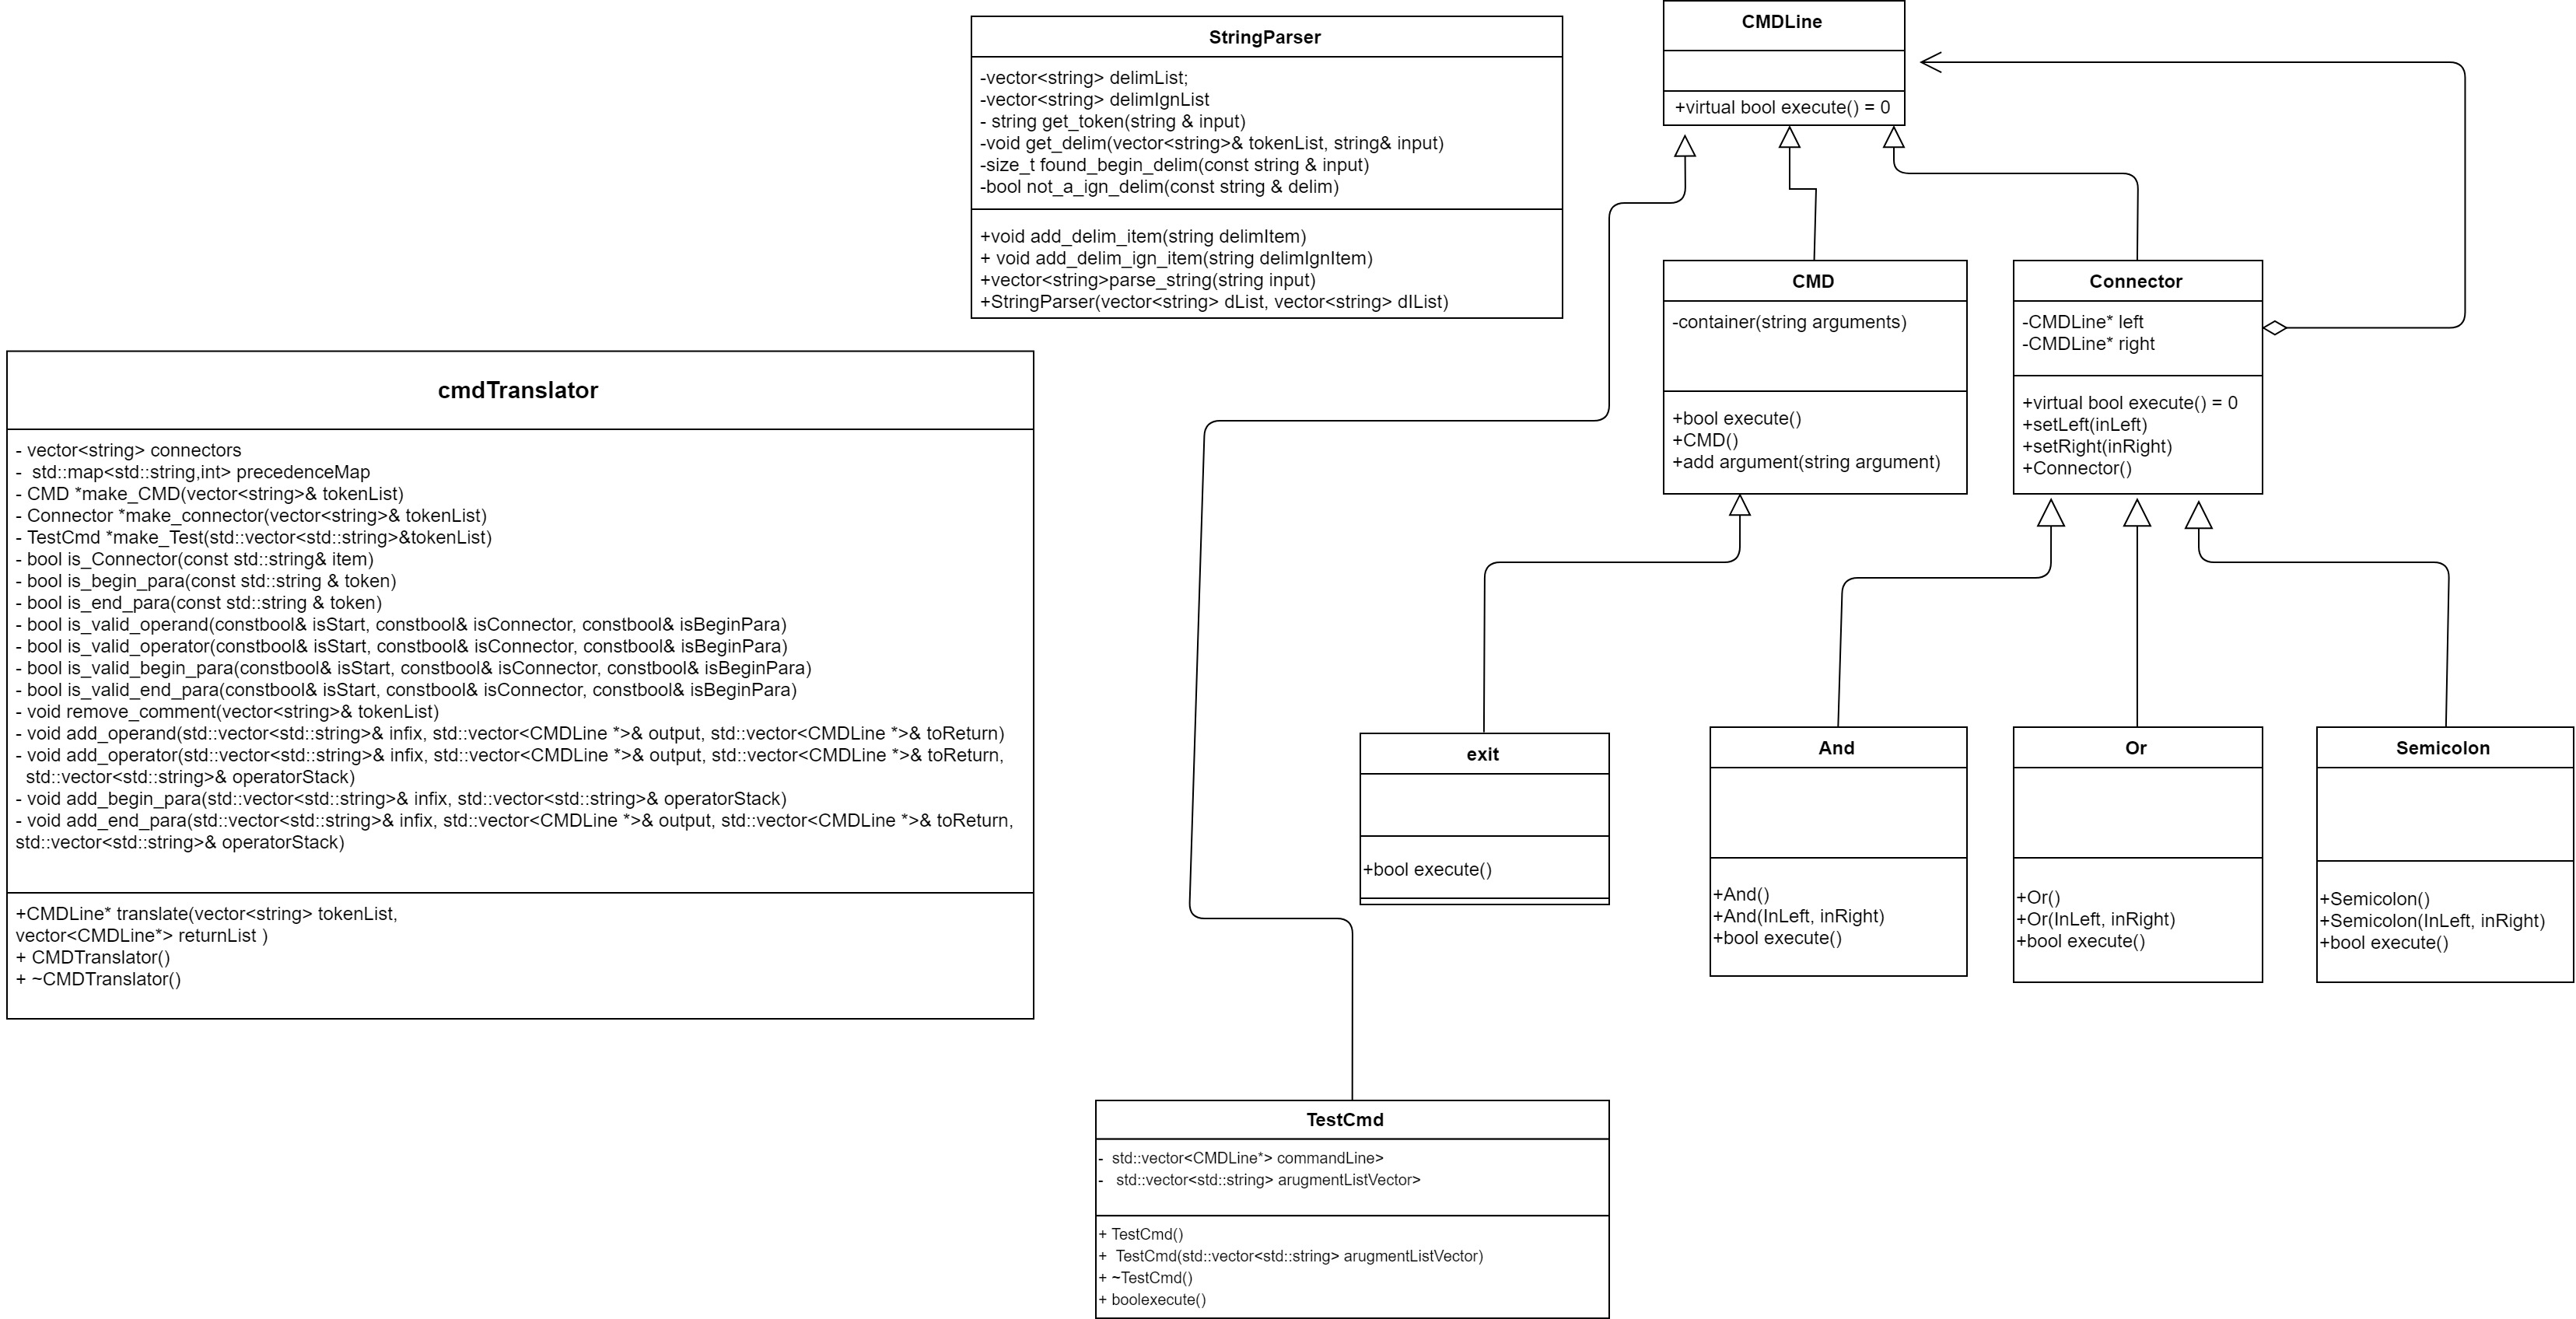 StringParser
-vector<string> delimList;
-vector<string> delimIgnList
- string get_token(string & input)
-void get_delim(vector<string>& tokenList, string& input)
-size_t found_begin_delim(const string & input)
-bool not_a_ign_delim(const string & delim)
+void add_delim_item(string delimItem)
+ void add_delim_ign_item(string delimIgnItem)
+vector<string>parse_string(string input)
+StringParser(vector<string> dList, vector<string> dIList)
CMDLine
+virtual bool execute() = 0
CMD
-container(string arguments)
+bool execute()
+CMD()
+add argument(string argument)
Connector
-CMDLine* left
-CMDLine* right
+virtual bool execute() = 0
+setLeft(inLeft)
+setRight(inRight)
+Connector()
cmdTranslator
- vector<string> connectors
-  std::map<std::string,int> precedenceMap
- CMD *make_CMD(vector<string>& tokenList)
- Connector *make_connector(vector<string>& tokenList)
- TestCmd *make_Test(std::vector<std::string>&tokenList)
- bool is_Connector(const std::string& item)
- bool is_begin_para(const std::string & token)
- bool is_end_para(const std::string & token)
- bool is_valid_operand(constbool& isStart, constbool& isConnector, constbool& isBeginPara)
- bool is_valid_operator(constbool& isStart, constbool& isConnector, constbool& isBeginPara)
- bool is_valid_begin_para(constbool& isStart, constbool& isConnector, constbool& isBeginPara)
- bool is_valid_end_para(constbool& isStart, constbool& isConnector, constbool& isBeginPara)
- void remove_comment(vector<string>& tokenList)
- void add_operand(std::vector<std::string>& infix, std::vector<CMDLine *>& output, std::vector<CMDLine *>& toReturn)
- void add_operator(std::vector<std::string>& infix, std::vector<CMDLine *>& output, std::vector<CMDLine *>& toReturn,
std::vector<std::string>& operatorStack)
- void add_begin_para(std::vector<std::string>& infix, std::vector<std::string>& operatorStack)
- void add_end_para(std::vector<std::string>& infix, std::vector<CMDLine *>& output, std::vector<CMDLine *>& toReturn,
std::vector<std::string>& operatorStack)
+CMDLine* translate(vector<string> tokenList,
vector<CMDLine*> returnList )
+ CMDTranslator()
+ ~CMDTranslator()
exit
+bool execute()
And
+And()
+And(InLeft, inRight)
+bool execute()
Or
+Or()
+Or(InLeft, inRight)
+bool execute()
Semicolon
+Semicolon()
+Semicolon(InLeft, inRight)
+bool execute()
TestCmd
-  std::vector<CMDLine*> commandLine>
-   std::vector<std::string> arugmentListVector>
+ TestCmd()
+  TestCmd(std::vector<std::string> arugmentListVector)
+ ~TestCmd()
+ boolexecute()